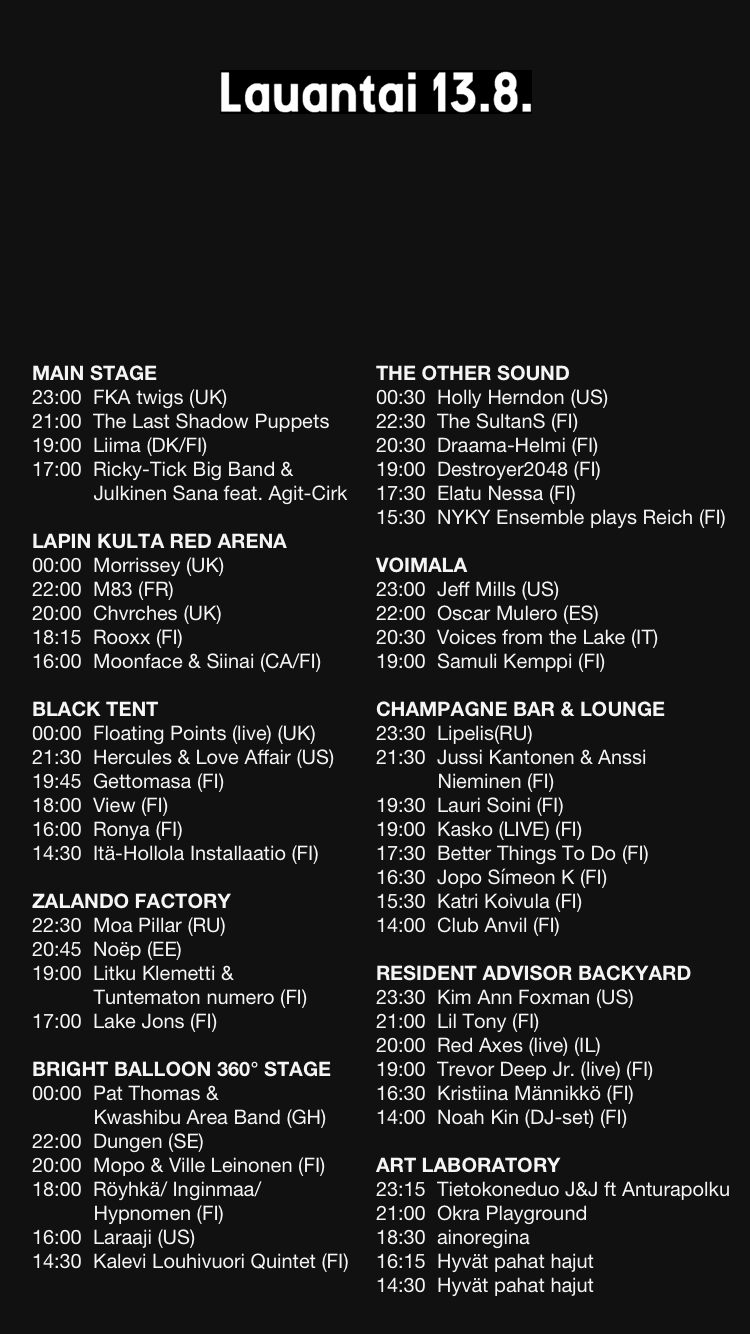 Lauantai 13.8.
MAIN STAGE
23:00 FKA twigs (UK)
21:00 The Last Shadow Puppets
19:00 Liima (DK/FI)
17:00 Ricky-Tick Big Band &
Julkinen Sana feat. Agit-Cirk
LAPIN KULTA RED ARENA
00:00 Morrissey (UK)
22:00 M83 (FR)
20:00 Chvrches (UK)
18:15 Rooxx (FI)
16:00 Moonface & Siinai (CA/FI)
BLACK TENT
00:00 Floating Points (live) (UK)
21:30 Hercules & Love Affair (US)
19:45 Gettomasa (FI)
18:00 View (FI)
16:00 Ronya (FI)
14:30 Itä-Hollola Installaatio (FI)
ZALANDO FACTORY
22:30 Moa Pillar (RU)
20:45 Noëp (EE)
19:00 Litku Klemetti &
Tuntematon numero (FI)
17:00 Lake Jons (FI)
BRIGHT BALLOON 360° STAGE
00:00 Pat Thomas &
Kwashibu Area Band (GH)
22:00 Dungen (SE)
20:00 Mopo & Ville Leinonen (FI)
18:00 Röyhkä/ Inginmaa/
Hypnomen (FI)
16:00 Laraaji (US)
14:30 Kalevi Louhivuori Quintet (FI)
THE OTHER SOUND
00:30 Holly Herndon (US)
22:30 The SultanS (FI)
20:30 Draama-Helmi (FI)
19:00 Destroyer2048 (FI)
17:30 Elatu Nessa (FI)
15:30 NYKY Ensemble plays Reich (FI)
VOIMALA
23:00 Jeff Mills (US)
22:00 Oscar Mulero (ES)
20:30 Voices from the Lake (IT)
19:00 Samuli Kemppi (FI)
CHAMPAGNE BAR & LOUNGE
23:30 Lipelis(RU)
21:30 Jussi Kantonen & Anssi
Nieminen (FI)
19:30 Lauri Soini (FI)
19:00 Kasko (LIVE) (FI)
17:30 Better Things To Do (FI)
16:30 Jopo Símeon K (FI)
15:30 Katri Koivula (FI)
14:00 Club Anvil (FI)
RESIDENT ADVISOR BACKYARD
23:30 Kim Ann Foxman (US)
21:00 Lil Tony (FI)
20:00 Red Axes (live) (IL)
19:00 Trevor Deep Jr. (live) (FI)
16:30 Kristiina Männikkö (FI)
14:00 Noah Kin (DJ-set) (FI)
ART LABORATORY
23:15 Tietokoneduo J&J ft Anturapolku
21:00 Okra Playground
18:30 ainoregina
16:15 Hyvät pahat hajut
14:30 Hyvät pahat hajut